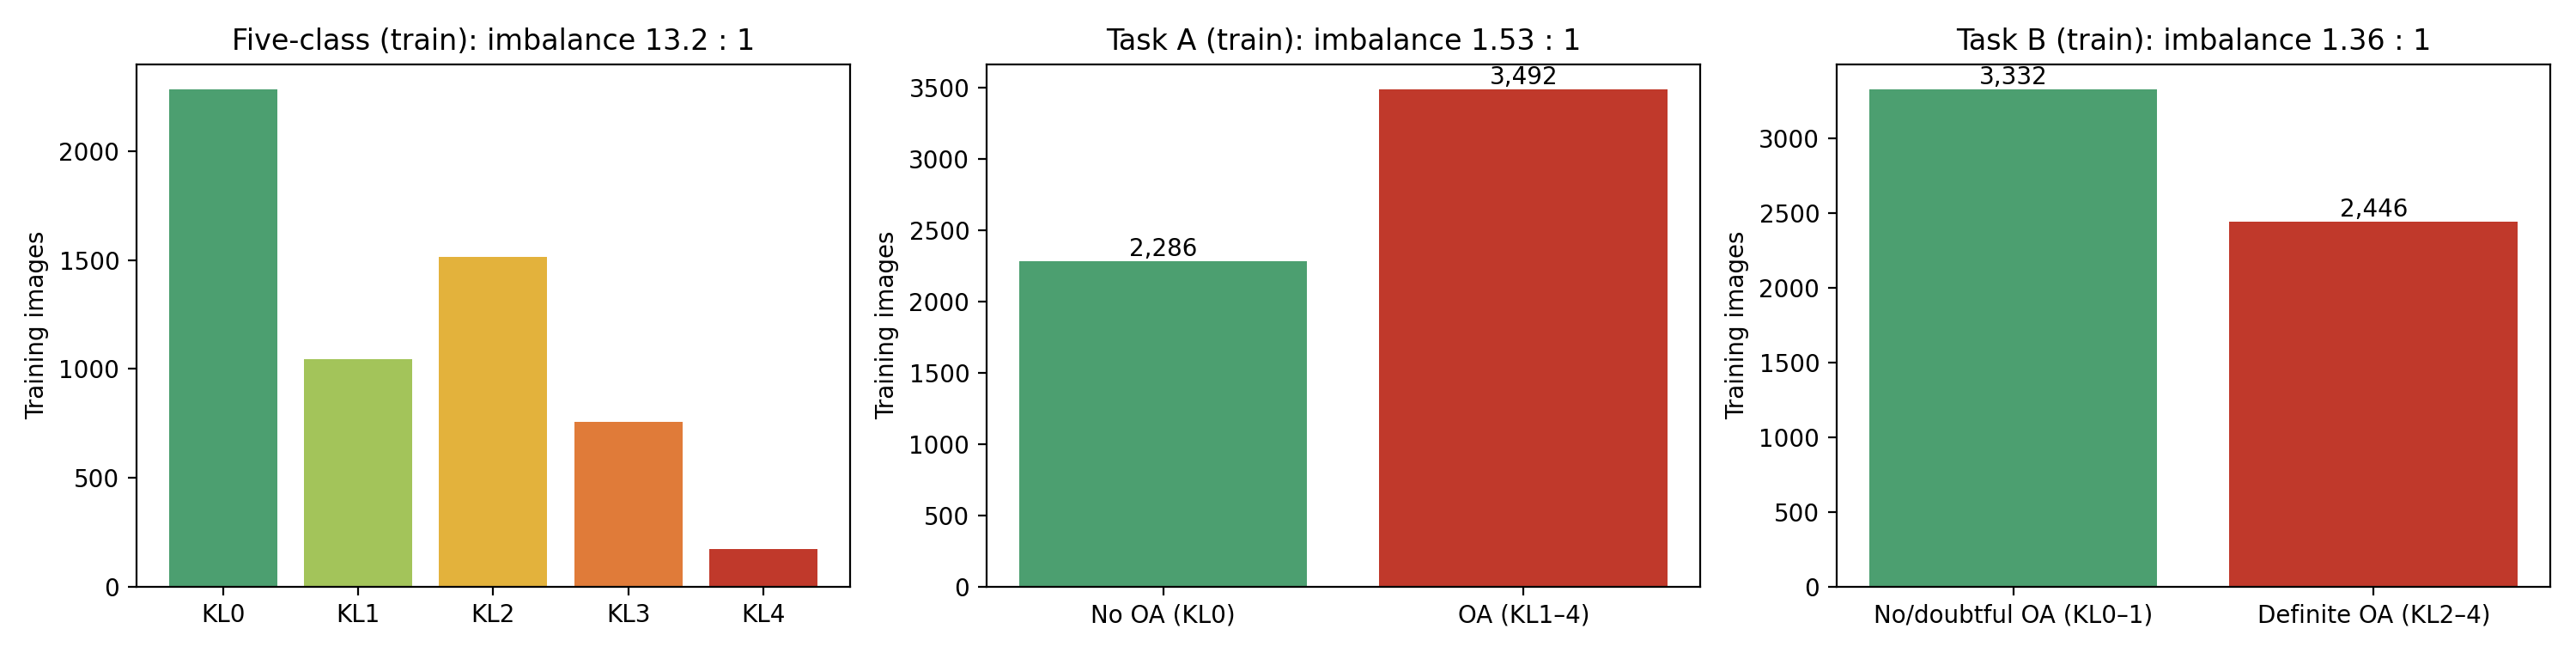 Five-class (train): imbalance 13.2 : 1
Training images
2000
1500
1000
500
0
KL0
KL1
KL2
KL3
KL4
Task A (train): imbalance 1.53 : 1
Training images
3500
3000
2500
2000
1500
1000
500
0
2,286
3,492
No OA (KL0)
OA (KL1–4)
Task B (train): imbalance 1.36 : 1
Training images
3000
2500
2000
1500
1000
500
0
3,332
2,446
No/doubtful OA (KL0–1)
Definite OA (KL2–4)